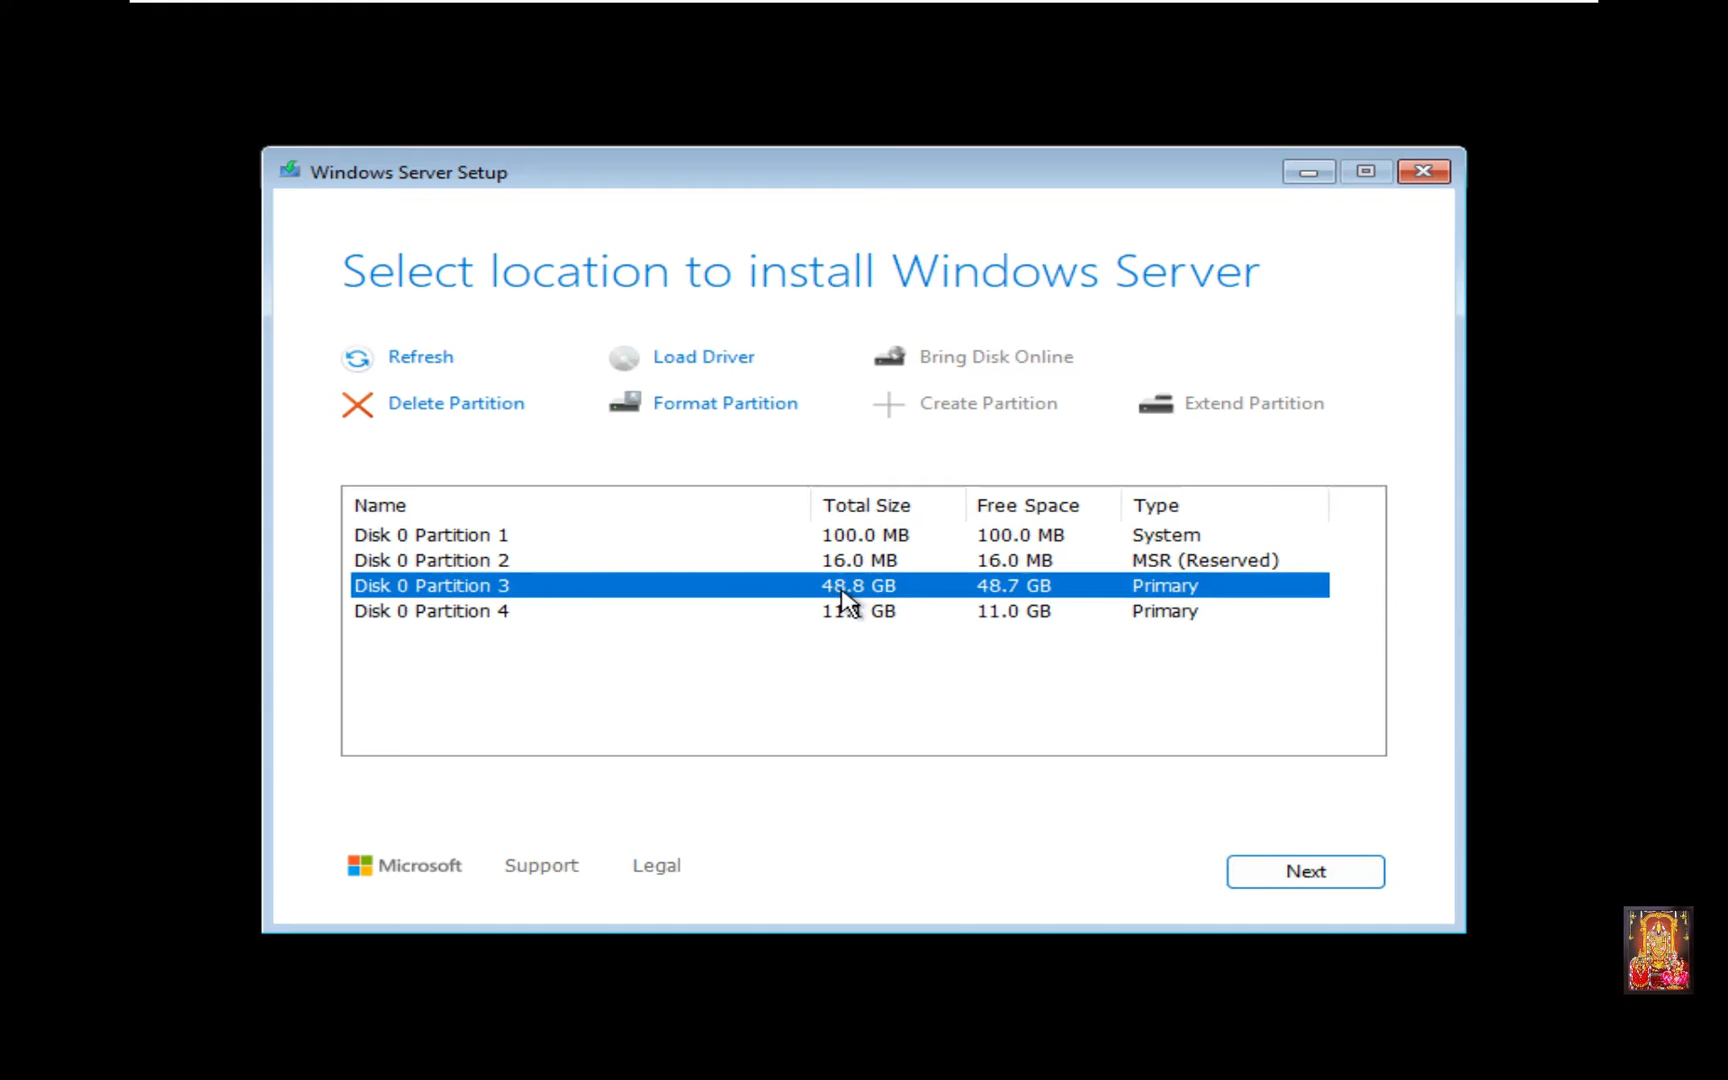 Windows Server Setup
Select location to install Windows Server
Refresh Load Driver Bring Disk Online
Delete Partition Format Partition Create Partition Extend Partition
Name Total Size Free Space Type
Disk 0 Partition 1 100.0 MB 100.0 MB System
Disk 0 Partition 2 16.0 MB 16.0 MB MSR (Reserved)
Disk 0 Partition 3 48.8 GB 48.7 GB Primary
Disk 0 Partition 4 GB 11.0 GB Primary
Microsoft Support Legal Next